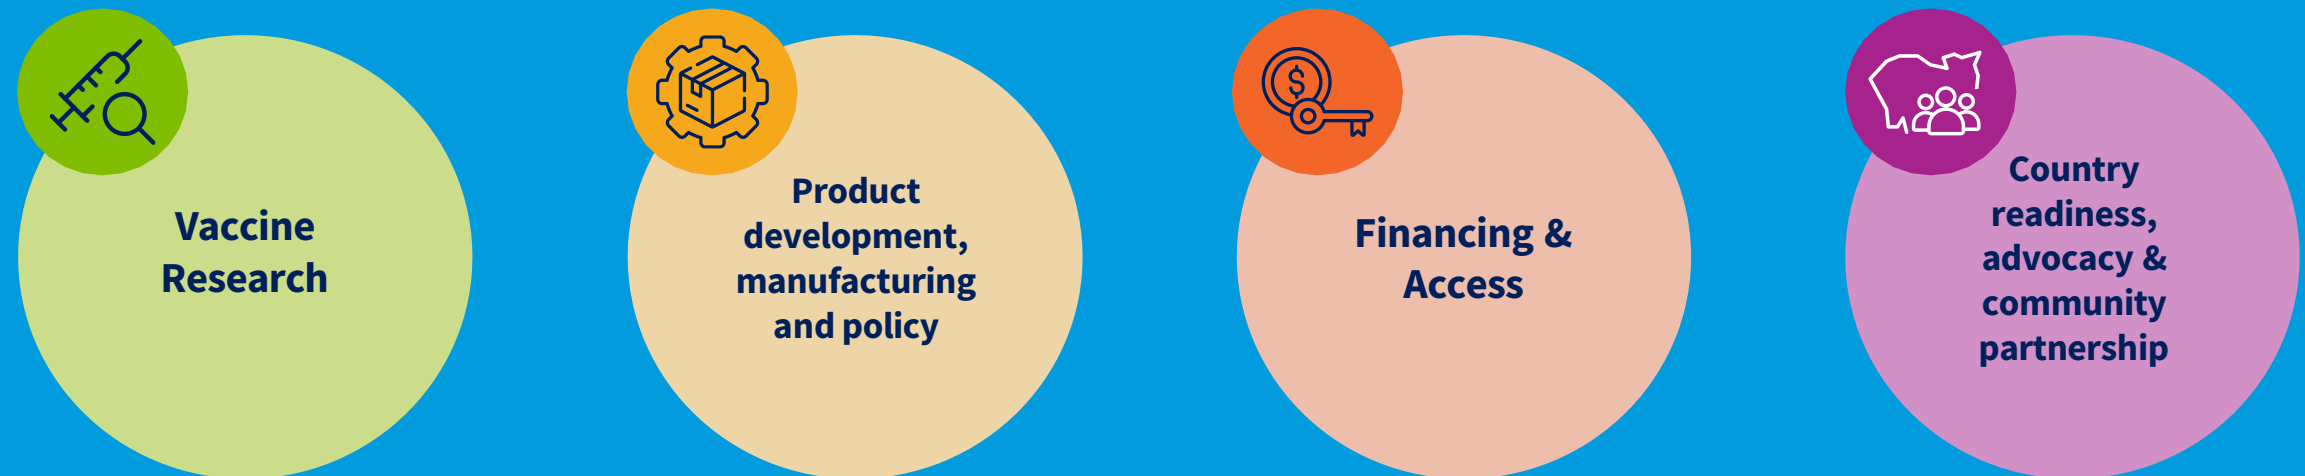 Vaccine
Research
Product
development,
manufacturing
and policy
Financing &
Access
Country
readiness,
advocacy &
community
partnership